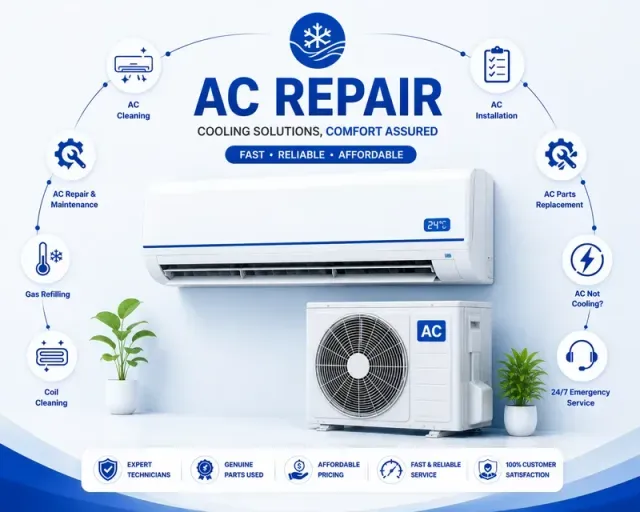 AC REPAIR
COOLING SOLUTIONS, COMFORT ASSURED
FAST • RELIABLE • AFFORDABLE
AC
Cleaning
AC Repair &
Maintenance
Gas Refilling
Coil
Cleaning
AC
Installation
AC Parts
Replacement
AC Not
Cooling?
24/7 Emergency
Service
24°C
AC
EXPERT
TECHNICIANS
GENUINE
PARTS USED
AFFORDABLE
PRICING
FAST & RELIABLE
SERVICE
100% CUSTOMER
SATISFACTION